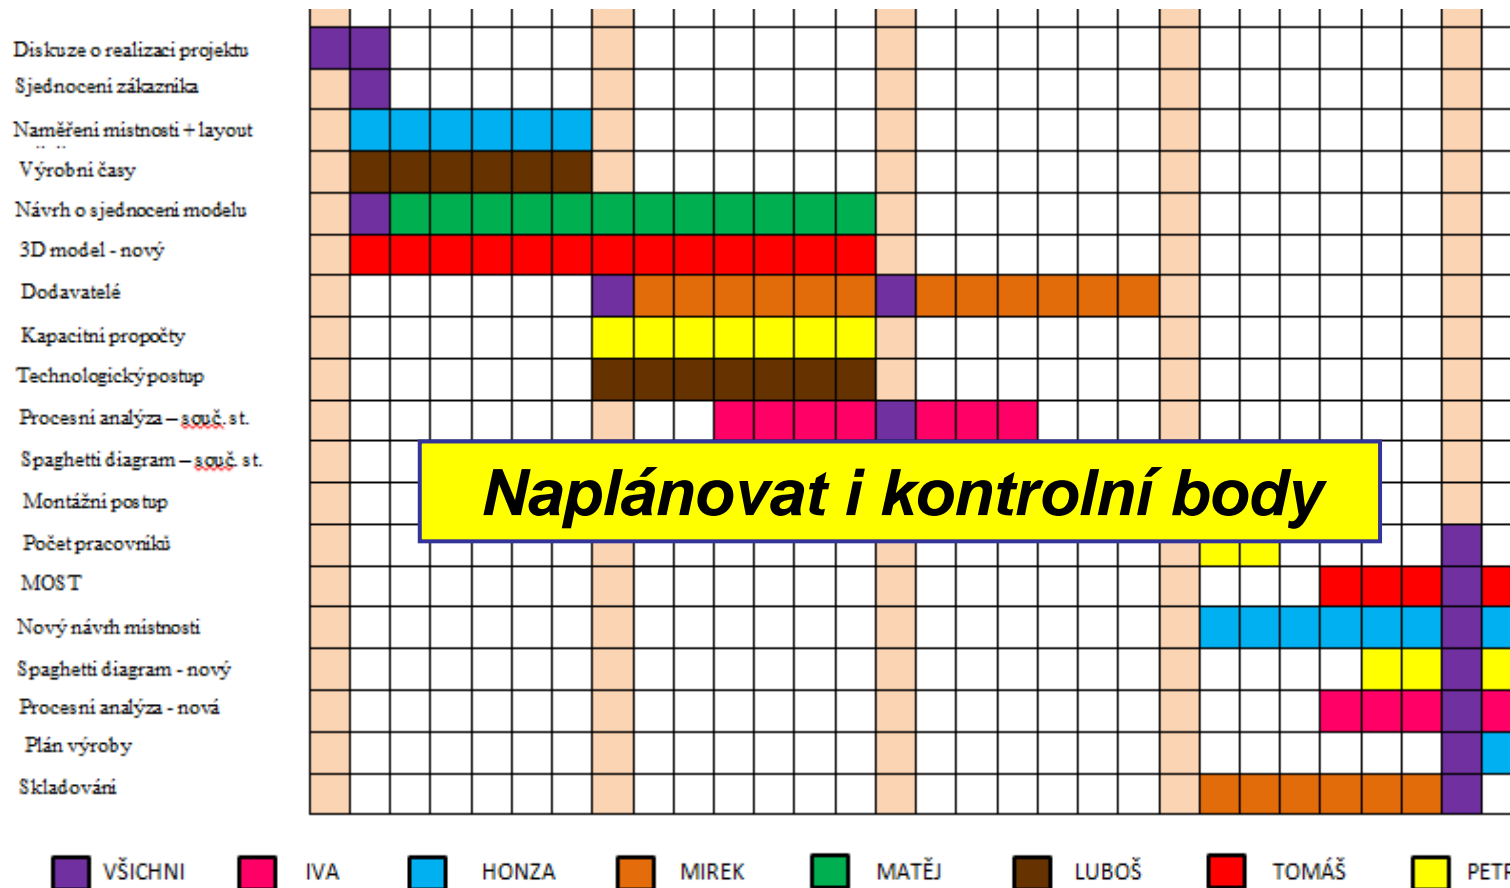 Diskuze o realizaci projektu
Sjednocení zákazníka
Naměření místnosti + layout
Výrobní časy
Návrh o sjednocení modelu
3D model - nový
Dodavatelé
Kapacitní propočty
Technologický postup
Procesní analýza – souč. st.
Spaghetti diagram – souč. st.
Naplánovat i kontrolní body
Montážní postup
Počet pracovníků
MOST
Nový návrh místnosti
Spaghetti diagram - nový
Procesní analýza - nová
Plán výroby
Skladování
VŠICHNI IVA HONZA MIREK MATĚJ LUBOŠ TOMÁŠ PETR